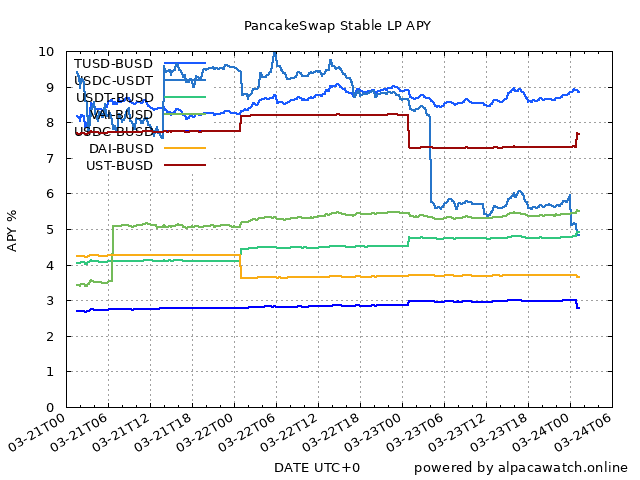 PancakeSwap Stable LP APY
TUSD-BUSD
USDC-USDT
USDT-BUSD
VAI-BUSD
USDC-BUSD
DAI-BUSD
UST-BUSD
APY %
10
9
8
7
6
5
4
3
2
1
0
03-21T00
03-21T06
03-21T12
03-21T18
03-22T00
03-22T06
03-22T12
03-22T18
03-23T00
03-23T06
03-23T12
03-23T18
03-24T00
03-24T06
DATE UTC+0
powered by alpacawatch.online